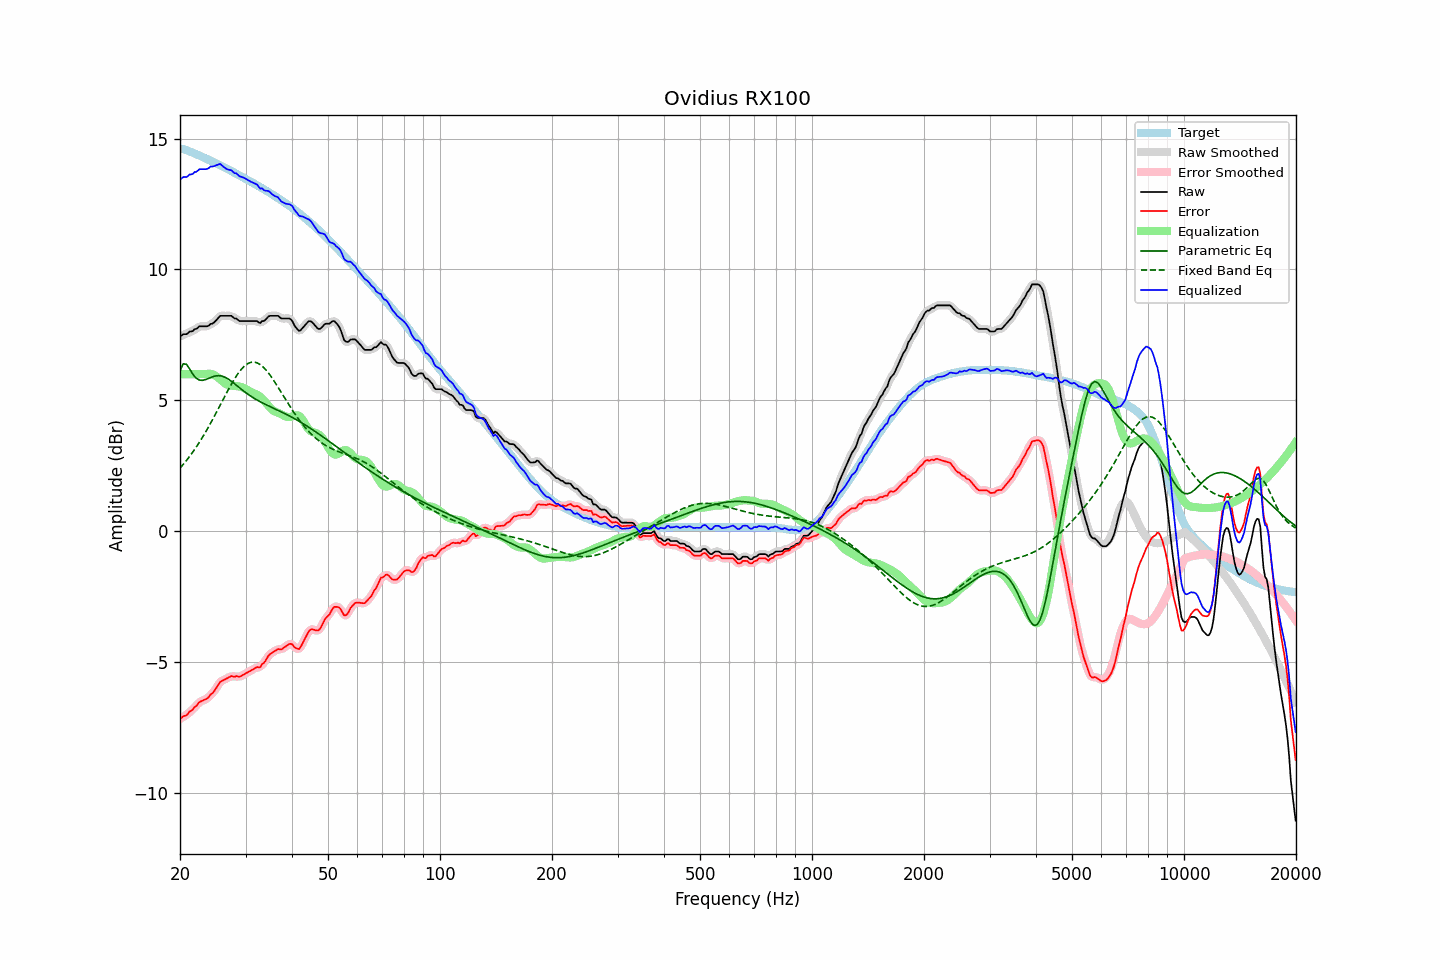 Ovidius RX100
Amplitude (dBr)
15
10
5
0
−5
−10
20
50
100
200
500
1000
2000
5000
10000
20000
Frequency (Hz)
Target
Raw Smoothed
Error Smoothed
Raw
Error
Equalization
Parametric Eq
Fixed Band Eq
Equalized